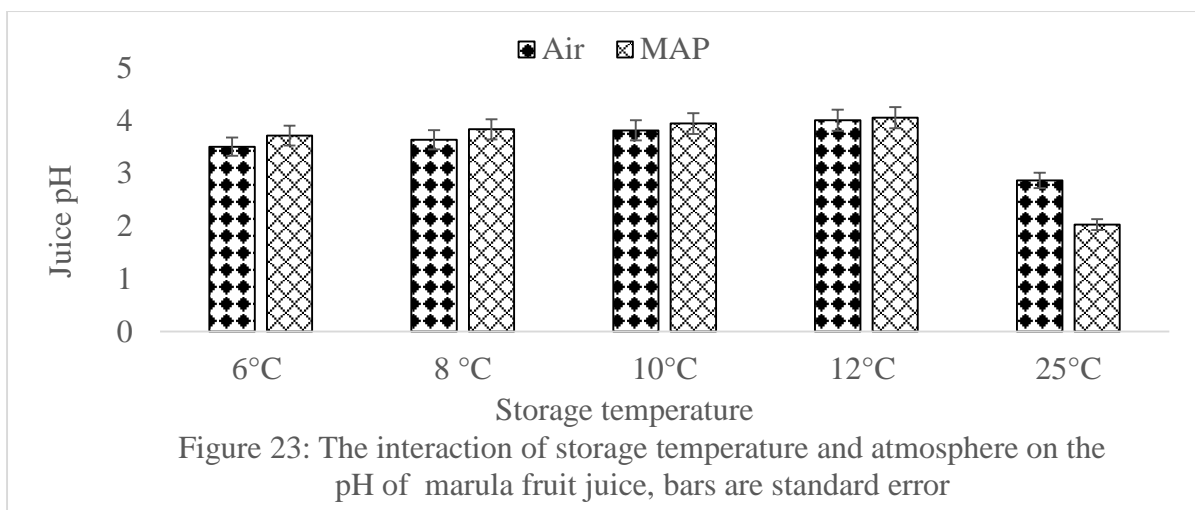 Air MAP
5
4
3
2
1
0
Juice pH
6°C 8 °C 10°C 12°C 25°C
Storage temperature
Figure 23: The interaction of storage temperature and atmosphere on the
pH of marula fruit juice, bars are standard error